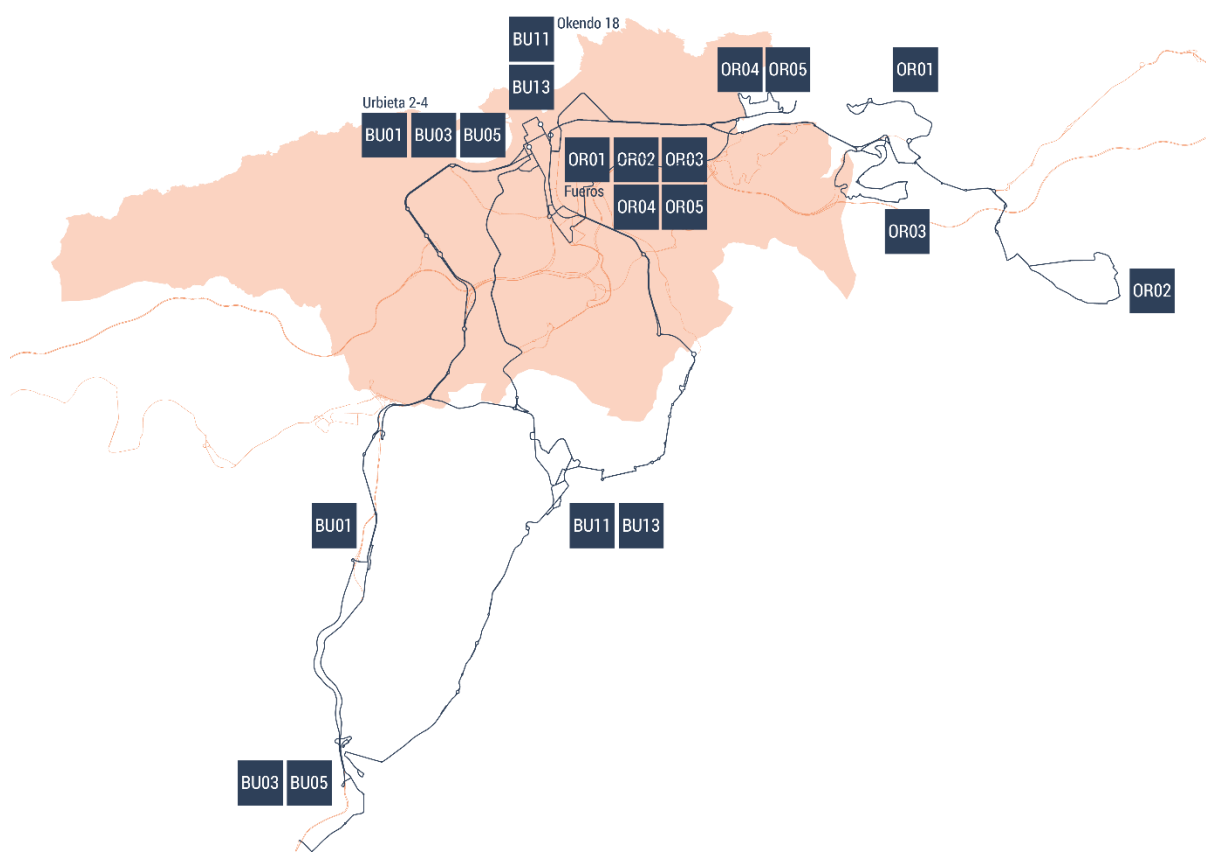 BU11 Okendo 18
BU13
OR04 OR05
OR01
Urbieta 2-4
BU01 BU03 BU05
OR01 OR02 OR03
Fueros
OR04 OR05
OR03
OR02
BU01
BU11 BU13
BU03 BU05